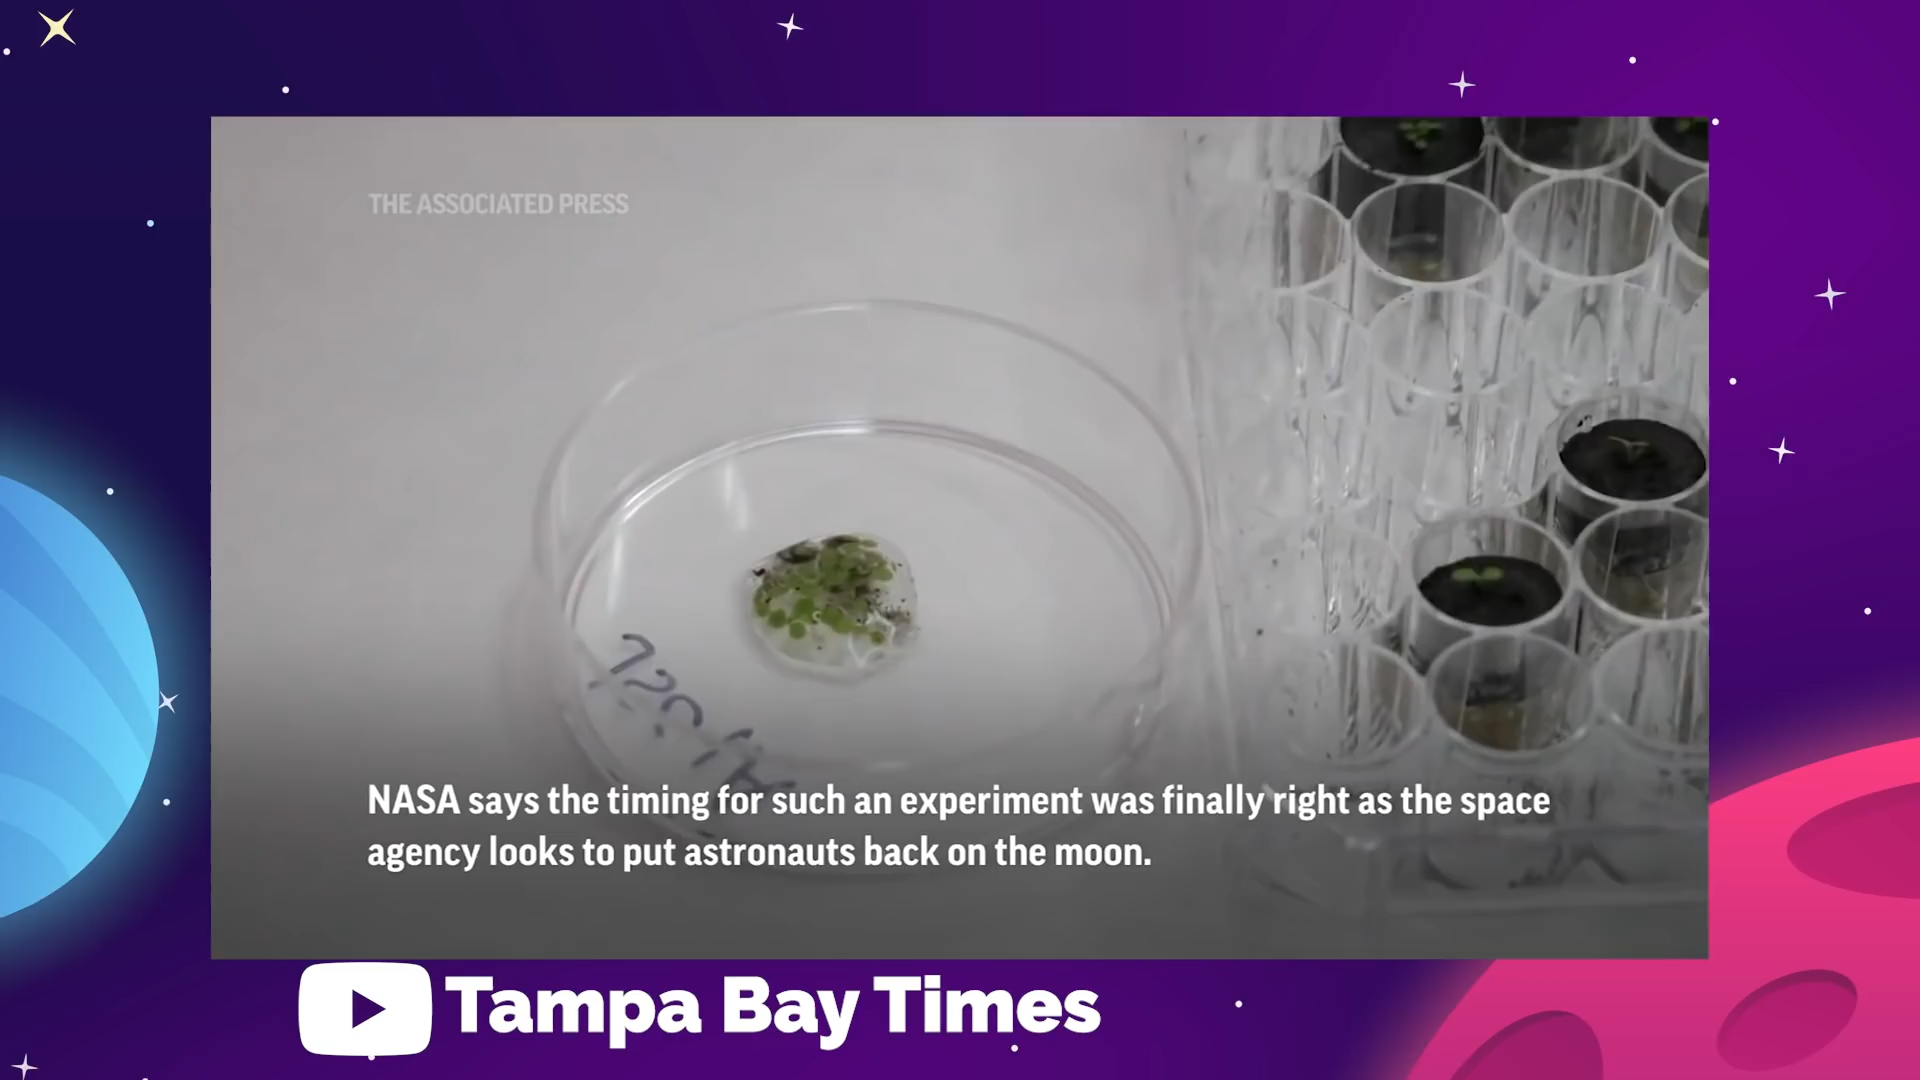 THE ASSOCIATED PRESS
NASA says the timing for such an experiment was finally right as the space
agency looks to put astronauts back on the moon.
Tampa Bay Times